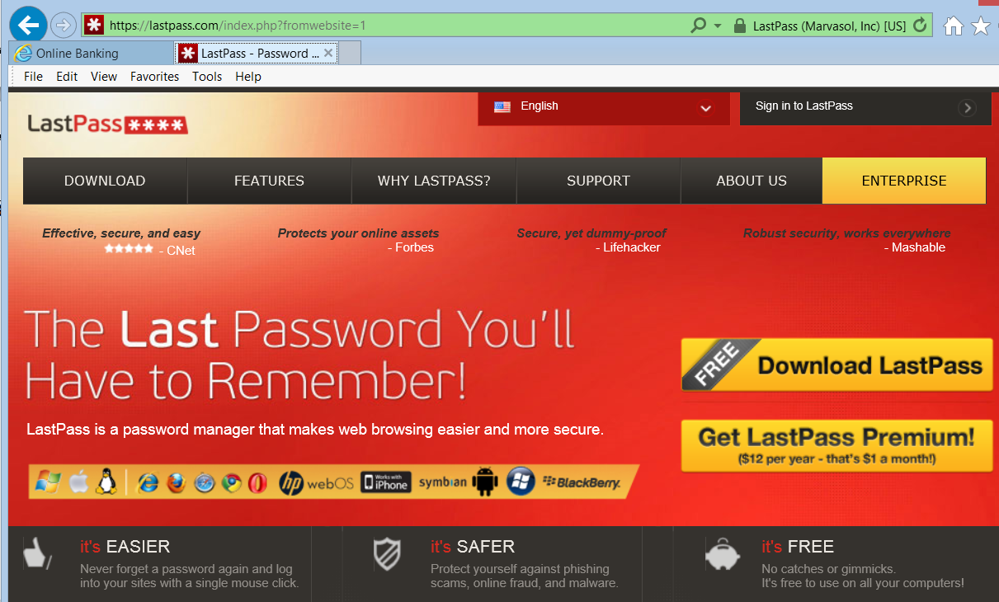 https://lastpass.com/index.php?fromwebsite=1
LastPass (Marvasol, Inc) [US]
Online Banking
LastPass - Password ...
File Edit View Favorites Tools Help
LastPass ****
English
Sign in to LastPass
DOWNLOAD FEATURES WHY LASTPASS? SUPPORT ABOUT US ENTERPRISE
Effective, secure, and easy
- CNet
Protects your online assets
- Forbes
Secure, yet dummy-proof
- Lifehacker
Robust security, works everywhere
- Mashable
The Last Password You'll
Have to Remember!
LastPass is a password manager that makes web browsing easier and more secure.
FREE
Download LastPass
Get LastPass Premium!
($12 per year - that's $1 a month!)
hp webOS Works with iPhone symbian BlackBerry.
it's EASIER
Never forget a password again and log
into your sites with a single mouse click.
it's SAFER
Protect yourself against phishing
scams, online fraud, and malware.
it's FREE
No catches or gimmicks.
It's free to use on all your computers!